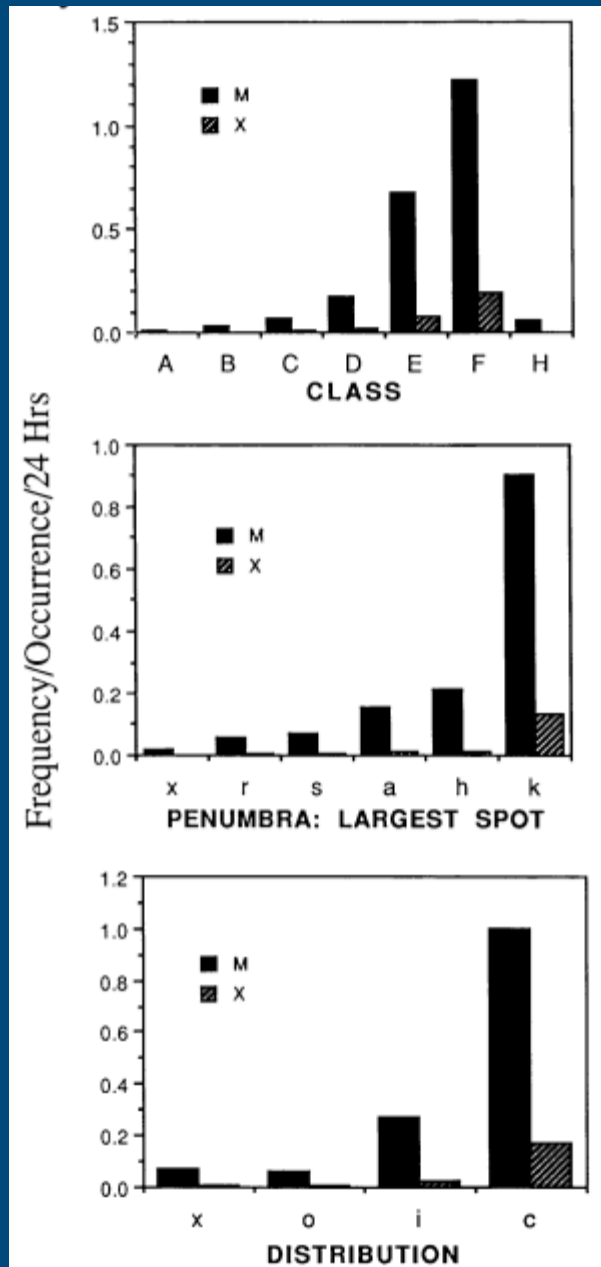 1.5
M
X
1.0
0.5
0.0
A B C D E F H
CLASS
Frequency/Occurrence/24 Hrs
1.0
0.8
M
X
0.6
0.4
0.2
0.0
x r s a h k
PENUMBRA: LARGEST SPOT
1.2
1.0
M
X
0.8
0.6
0.4
0.2
0.0
x o i c
DISTRIBUTION